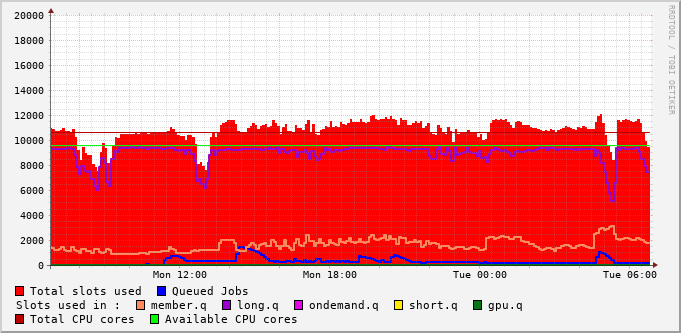 20000
18000
16000
14000
12000
10000
8000
6000
4000
2000
0
Mon 12:00 Mon 18:00 Tue 00:00 Tue 06:00
RRDTOOL / TOBI OETIKER
Total slots used Queued Jobs
Slots used in : member.q long.q ondemand.q short.q gpu.q
Total CPU cores Available CPU cores